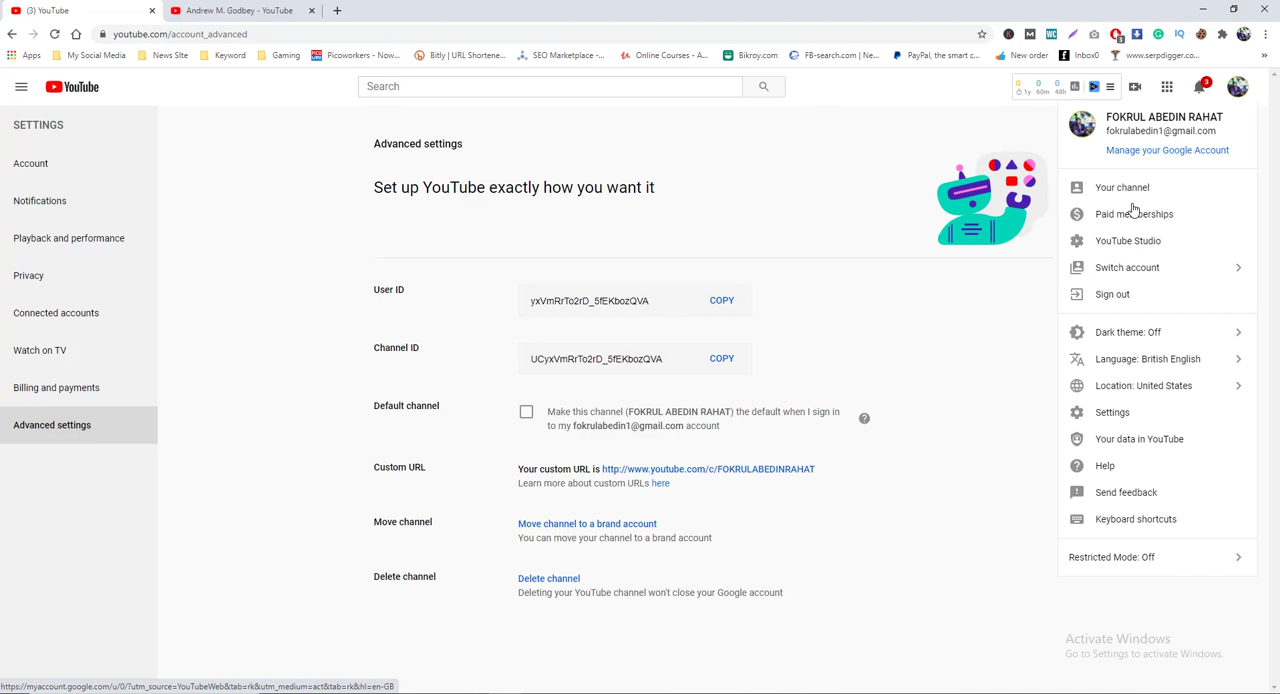 (3) YouTube
Andrew M. Godbey - YouTube
youtube.com/account_advanced
Apps
My Social Media
News Site
Keyword
Gaming
Picoworkers - Now...
Bitly | URL Shortene...
SEO Marketplace -...
Online Courses - A...
Bikroy.com
FB-search.com | Ne...
PayPal, the smart c...
New order
Inbox0
www.serpdigger.co...
YouTube
Search
0 0 0
1y 60m 48h
3
SETTINGS
Account
Notifications
Playback and performance
Privacy
Connected accounts
Watch on TV
Billing and payments
Advanced settings
Advanced settings
Set up YouTube exactly how you want it
User ID
yxVmRrTo2rD_5fEKbozQVA COPY
Channel ID
UCyxVmRrTo2rD_5fEKbozQVA COPY
Default channel
Make this channel (FOKRUL ABEDIN RAHAT) the default when I sign in
to my fokrulabedin1@gmail.com account
Custom URL
Your custom URL is http://www.youtube.com/c/FOKRULABEDINRAHAT
Learn more about custom URLs here
Move channel
Move channel to a brand account
You can move your channel to a brand account
Delete channel
Delete channel
Deleting your YouTube channel won't close your Google account
FOKRUL ABEDIN RAHAT
fokrulabedin1@gmail.com
Manage your Google Account
Your channel
Paid memberships
YouTube Studio
Switch account
Sign out
Dark theme: Off
Language: British English
Location: United States
Settings
Your data in YouTube
Help
Send feedback
Keyboard shortcuts
Restricted Mode: Off
Activate Windows
Go to Settings to activate Windows.
https://myaccount.google.com/u/0/?utm_source=YouTubeWeb&tab=rk&utm_medium=act&tab=rk&hl=en-GB